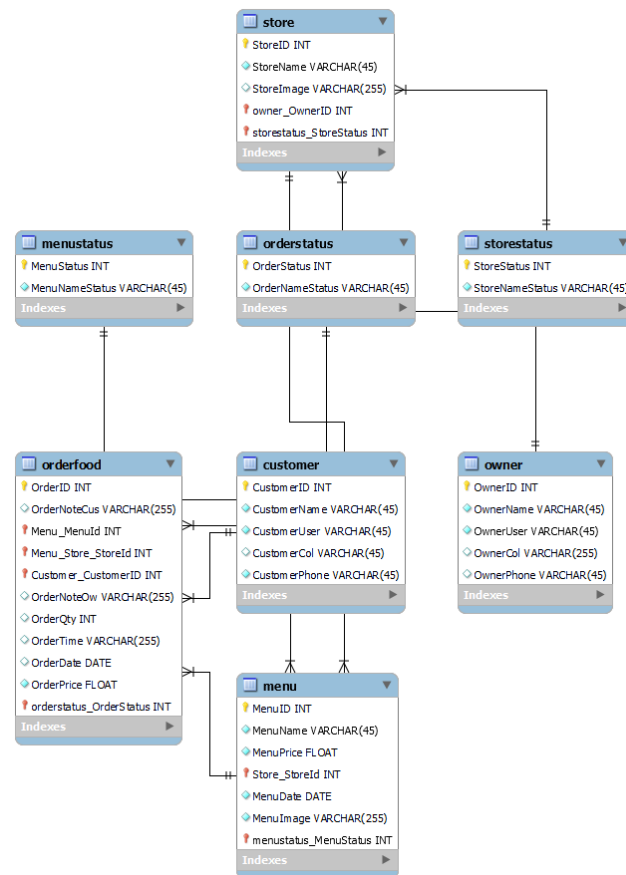 store
StoreID INT
StoreName VARCHAR(45)
StoreImage VARCHAR(255)
owner_OwnerID INT
storestatus_StoreStatus INT
Indexes
menustatus
MenuStatus INT
MenuNameStatus VARCHAR(45)
Indexes
orderstatus
OrderStatus INT
OrderNameStatus VARCHAR(45)
Indexes
storestatus
StoreStatus INT
StoreNameStatus VARCHAR(45)
Indexes
orderfood
OrderID INT
OrderNoteCus VARCHAR(255)
Menu_MenuId INT
Menu_Store_StoreId INT
Customer_CustomerID INT
OrderNoteOw VARCHAR(255)
OrderQty INT
OrderTime VARCHAR(255)
OrderDate DATE
OrderPrice FLOAT
orderstatus_OrderStatus INT
Indexes
customer
CustomerID INT
CustomerName VARCHAR(45)
CustomerUser VARCHAR(45)
CustomerCol VARCHAR(45)
CustomerPhone VARCHAR(45)
Indexes
owner
OwnerID INT
OwnerName VARCHAR(45)
OwnerUser VARCHAR(45)
OwnerCol VARCHAR(255)
OwnerPhone VARCHAR(45)
Indexes
menu
MenuID INT
MenuName VARCHAR(45)
MenuPrice FLOAT
Store_StoreId INT
MenuDate DATE
MenuImage VARCHAR(255)
menustatus_MenuStatus INT
Indexes